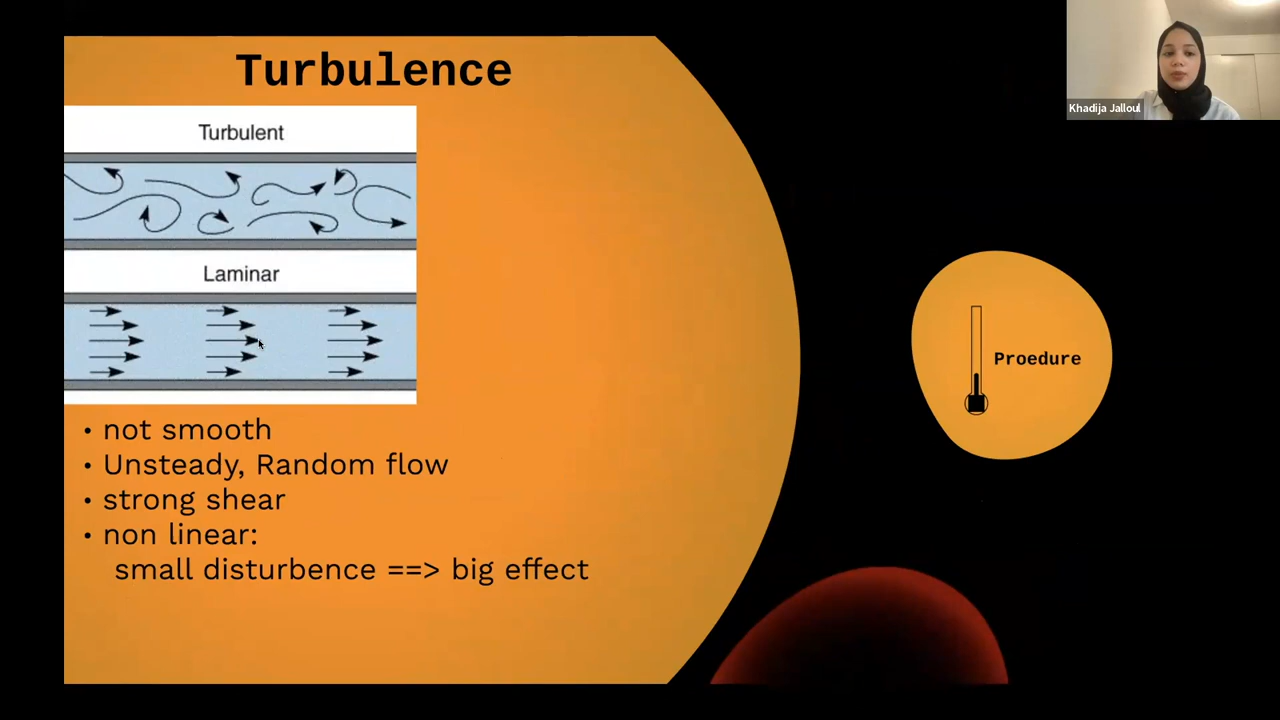 Turbulence
Turbulent
Laminar
• not smooth
• Unsteady, Random flow
• strong shear
• non linear:
small disturbence ==> big effect
Proedure
Khadija Jalloul